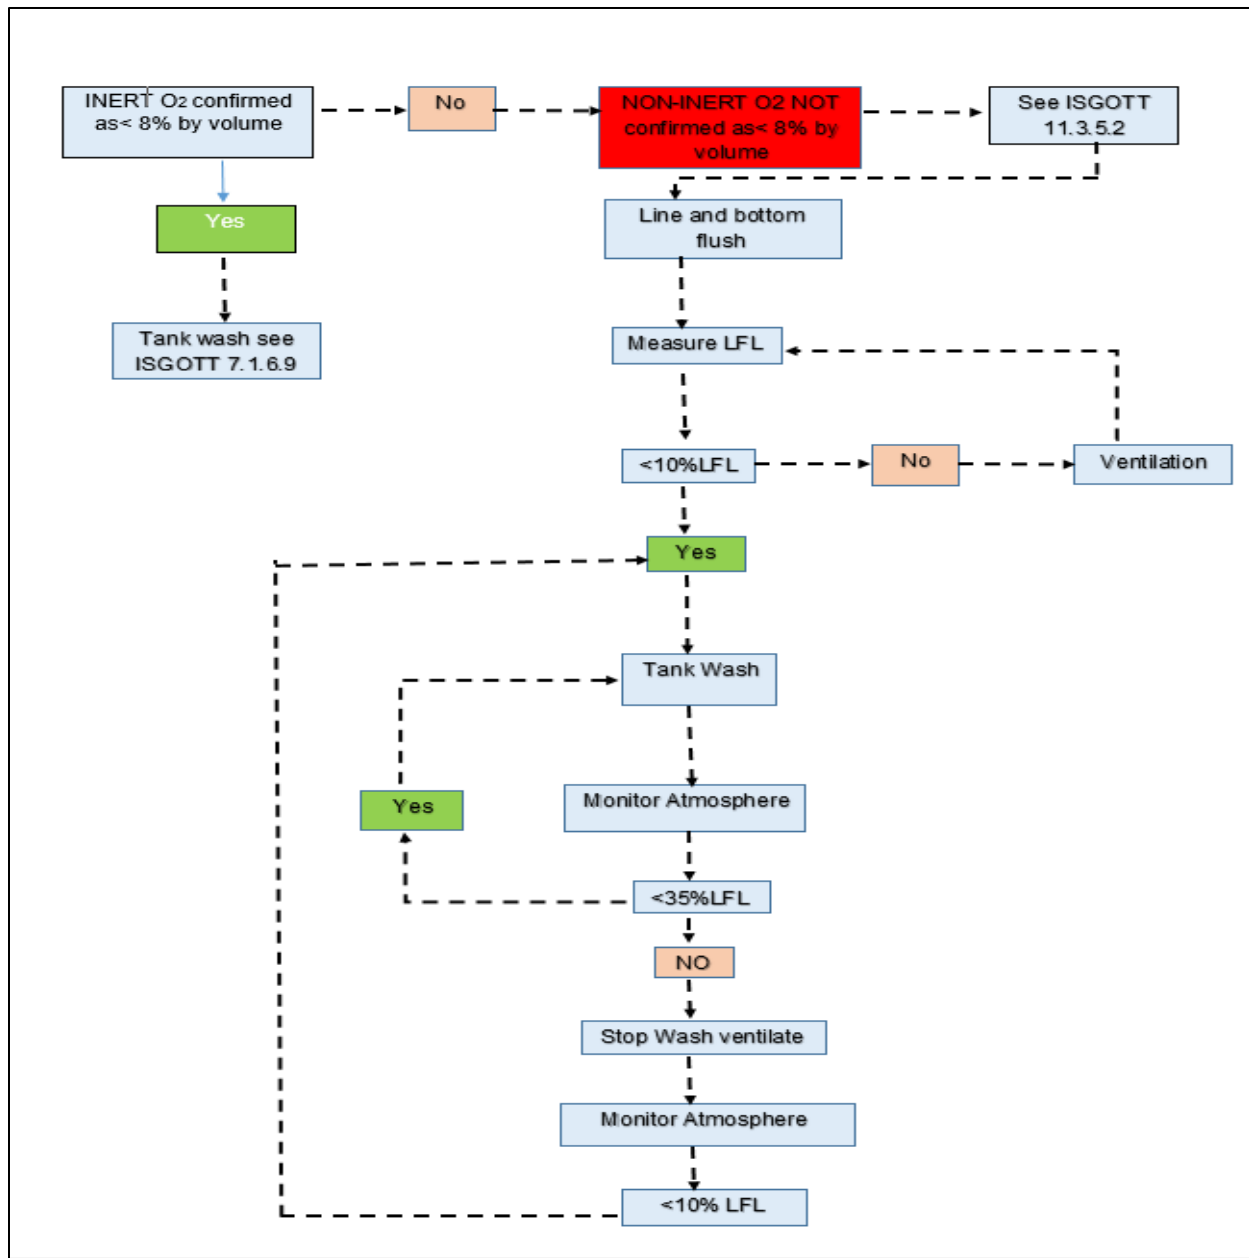 INERT O2 confirmed
as< 8% by volume
No
NON-INERT O2 NOT
confirmed as< 8% by
volume
See ISGOTT
11.3.5.2
Yes
Line and bottom
flush
Tank wash see
ISGOTT 7.1.6.9
Measure LFL
<10%LFL
No
Ventilation
Yes
Tank Wash
Monitor Atmosphere
Yes
<35%LFL
NO
Stop Wash ventilate
Monitor Atmosphere
<10% LFL